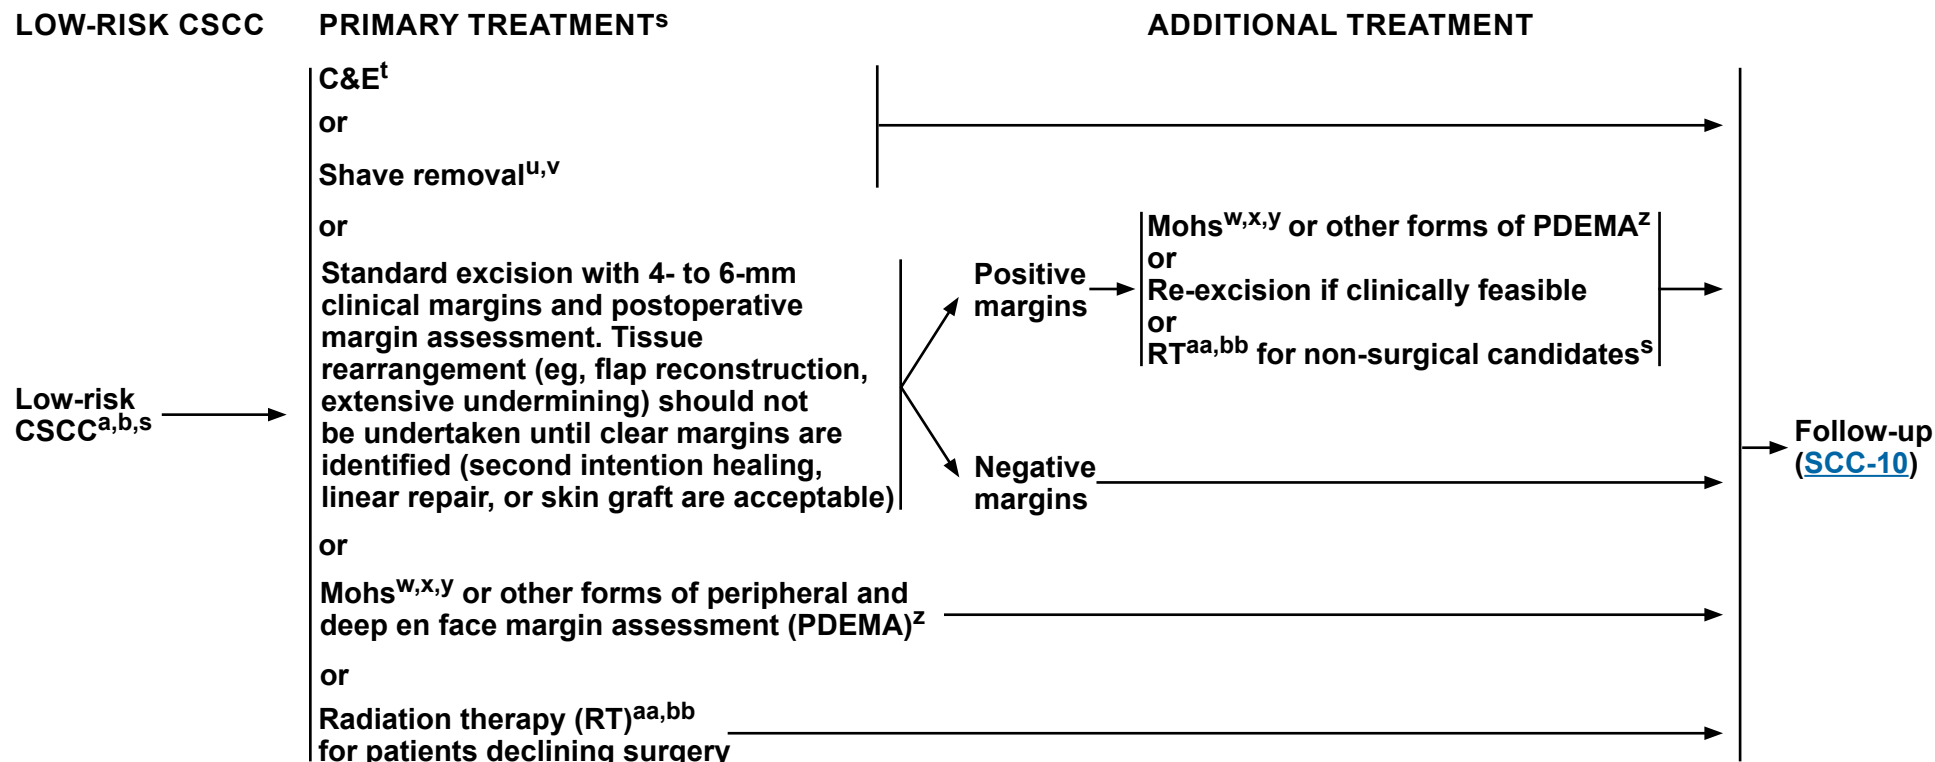 LOW-RISK CSCC PRIMARY TREATMENTs ADDITIONAL TREATMENT
C&Et
or
Shave removalu,v
or
Standard excision with 4- to 6-mm
clinical margins and postoperative
margin assessment. Tissue
rearrangement (eg, flap reconstruction,
extensive undermining) should not
be undertaken until clear margins are
identified (second intention healing,
linear repair, or skin graft are acceptable)
or
Mohsw,x,y or other forms of peripheral and
deep en face margin assessment (PDEMA)z
or
Radiation therapy (RT)aa,bb
for patients declining surgery
Low-risk
CSCCa,b,s
Positive
margins
Negative
margins
Mohsw,x,y or other forms of PDEMAz
or
Re-excision if clinically feasible
or
RTaa,bb for non-surgical candidatess
Follow-up
(SCC-10)